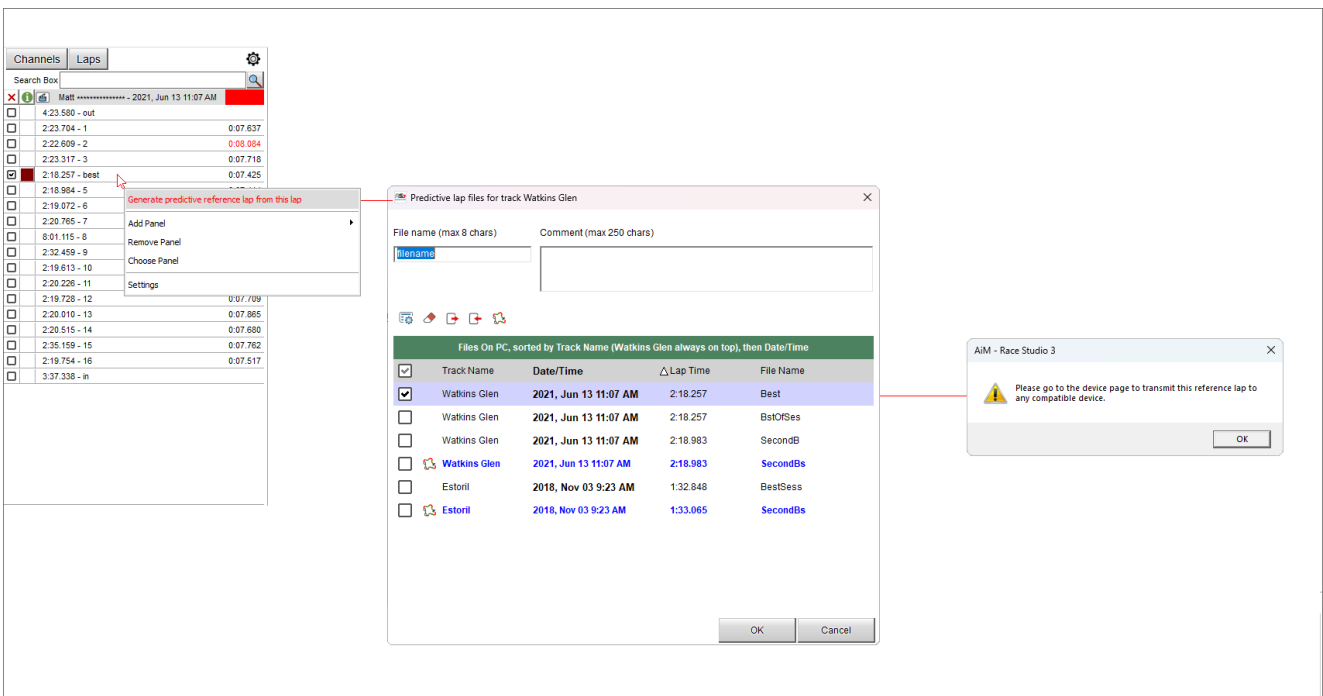 Channels Laps
Search Box
Matt *************** - 2021, Jun 13 11:07 AM
4:23.580 - out
2:23.704 - 1 0:07.637
2:22.609 - 2 0:08.084
2:23.317 - 3 0:07.718
2:18.257 - best 0:07.425
2:18.984 - 5
2:19.072 - 6
2:20.765 - 7
8:01.115 - 8
2:32.459 - 9
2:19.613 - 10
2:20.226 - 11
2:19.728 - 12 0:07.709
2:20.010 - 13 0:07.865
2:20.515 - 14 0:07.680
2:35.159 - 15 0:07.762
2:19.754 - 16 0:07.517
3:37.338 - in
Generate predictive reference lap from this lap
Add Panel
Remove Panel
Choose Panel
Settings
Predictive lap files for track Watkins Glen
File name (max 8 chars) Comment (max 250 chars)
filename
Files On PC, sorted by Track Name (Watkins Glen always on top), then Date/Time
Track Name Date/Time Lap Time File Name
Watkins Glen 2021, Jun 13 11:07 AM 2:18.257 Best
Watkins Glen 2021, Jun 13 11:07 AM 2:18.257 BstOfSes
Watkins Glen 2021, Jun 13 11:07 AM 2:18.983 SecondB
Watkins Glen 2021, Jun 13 11:07 AM 2:18.983 SecondBs
Estoril 2018, Nov 03 9:23 AM 1:32.848 BestSess
Estoril 2018, Nov 03 9:23 AM 1:33.065 SecondBs
OK Cancel
AiM - Race Studio 3
Please go to the device page to transmit this reference lap to
any compatible device.
OK